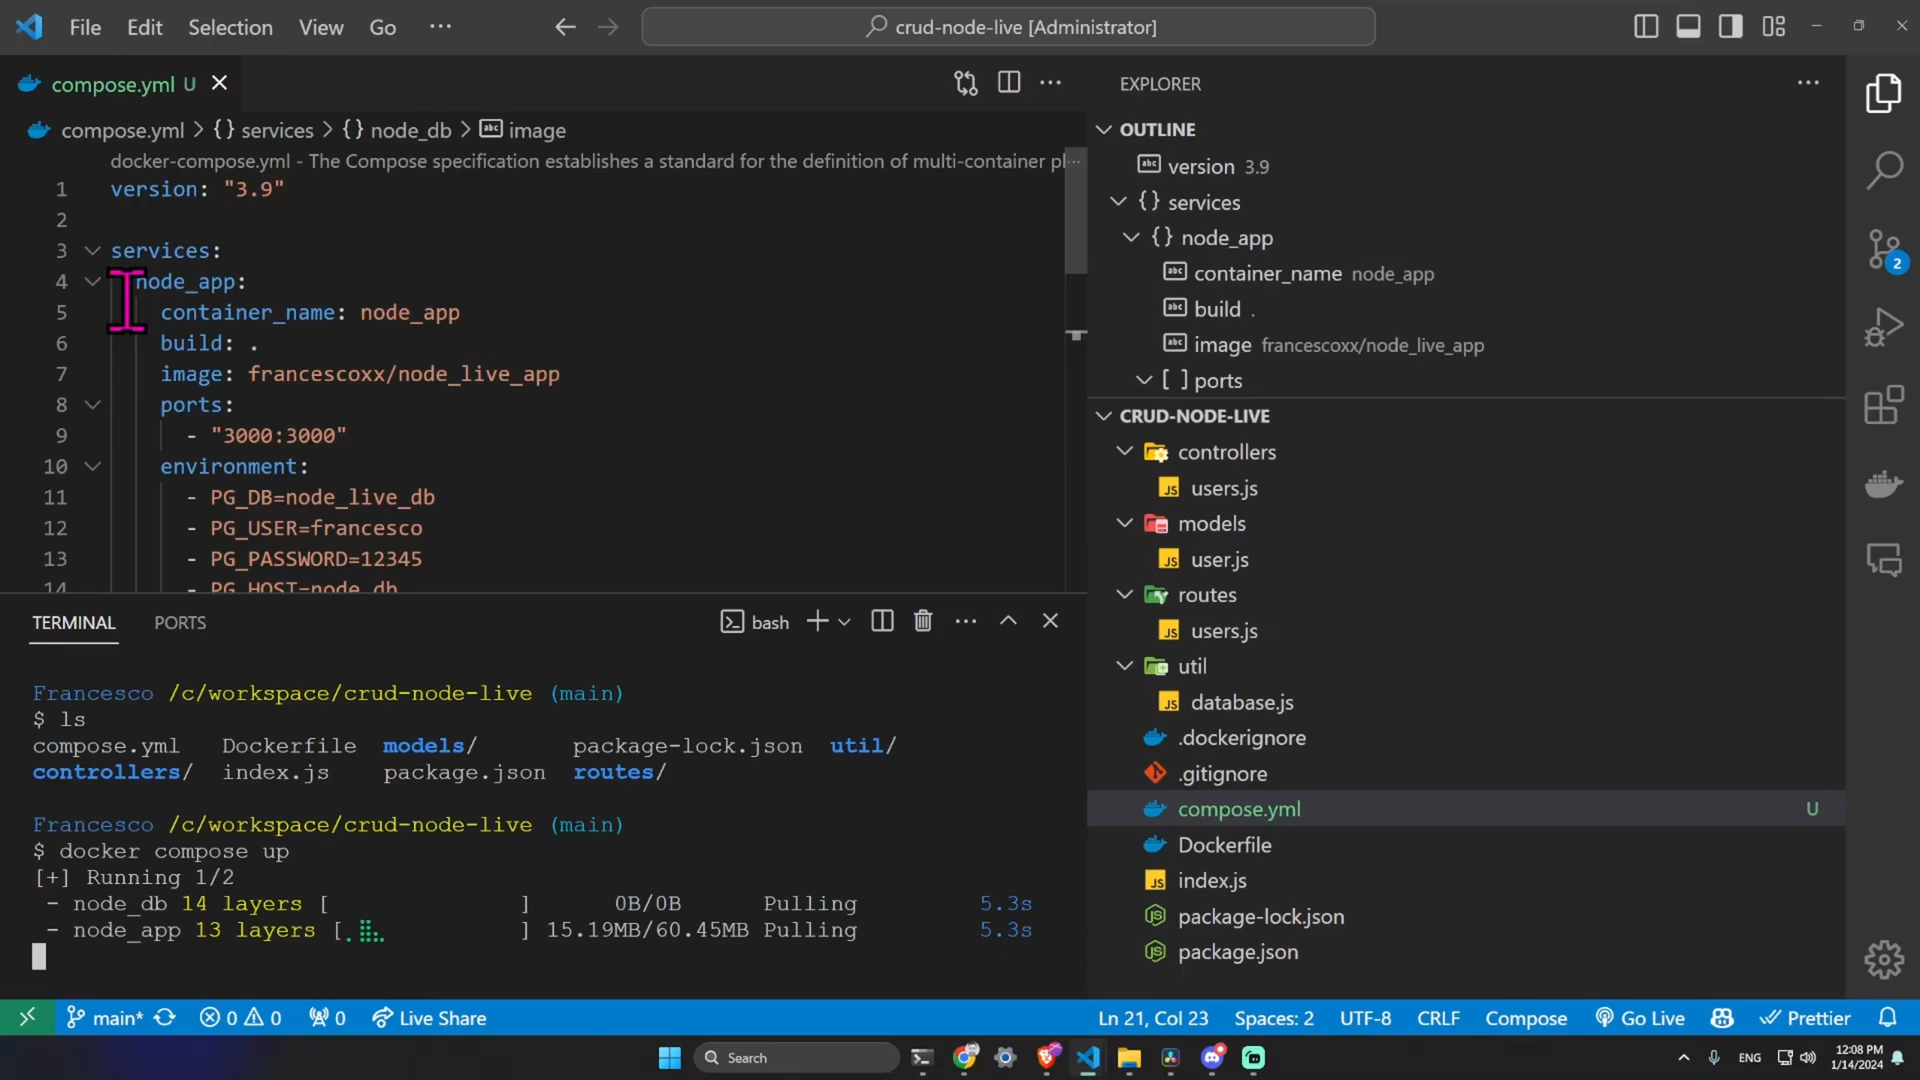 File Edit Selection View Go ···
crud-node-live [Administrator]
compose.yml U
compose.yml > {} services > {} node_db > image
docker-compose.yml - The Compose specification establishes a standard for the definition of multi-container pl···
1 version: "3.9"
2
3 services:
4 node_app:
5 container_name: node_app
6 build: .
7 image: francescoxx/node_live_app
8 ports:
9 - "3000:3000"
10 environment:
11 - PG_DB=node_live_db
12 - PG_USER=francesco
13 - PG_PASSWORD=12345
14 - PG_HOST=node_db
TERMINAL PORTS
bash
Francesco /c/workspace/crud-node-live (main)
$ ls
compose.yml Dockerfile models/ package-lock.json util/
controllers/ index.js package.json routes/
Francesco /c/workspace/crud-node-live (main)
$ docker compose up
[+] Running 1/2
- node_db 14 layers [ ] 0B/0B Pulling 5.3s
- node_app 13 layers [ ] 15.19MB/60.45MB Pulling 5.3s
EXPLORER
OUTLINE
version 3.9
{} services
{} node_app
container_name node_app
build .
image francescoxx/node_live_app
[ ] ports
CRUD-NODE-LIVE
controllers
JS users.js
models
JS user.js
routes
JS users.js
util
JS database.js
.dockerignore
.gitignore
compose.yml U
Dockerfile
JS index.js
package-lock.json
package.json
2
main* 0 0 0 Live Share
Ln 21, Col 23 Spaces: 2 UTF-8 CRLF Compose Go Live Prettier
Search
ENG
12:08 PM
1/14/2024